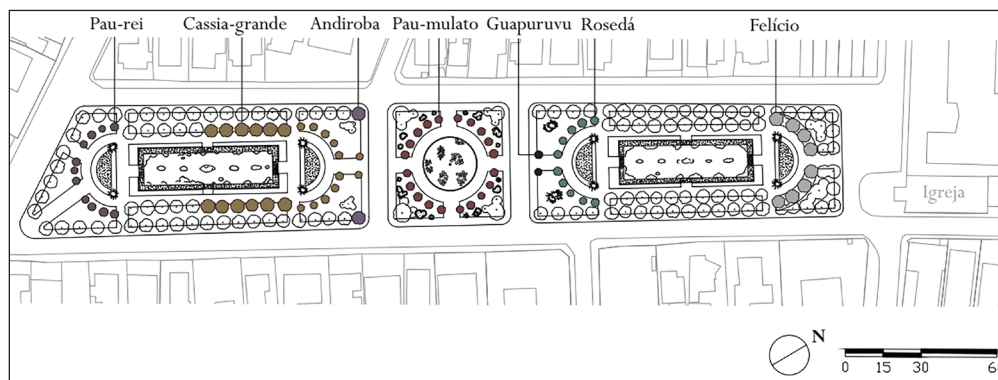 Pau-rei Cassia-grande Andiroba Pau-mulato Guapuruvu Rosedá Felício
Igreja
N
0 15 30